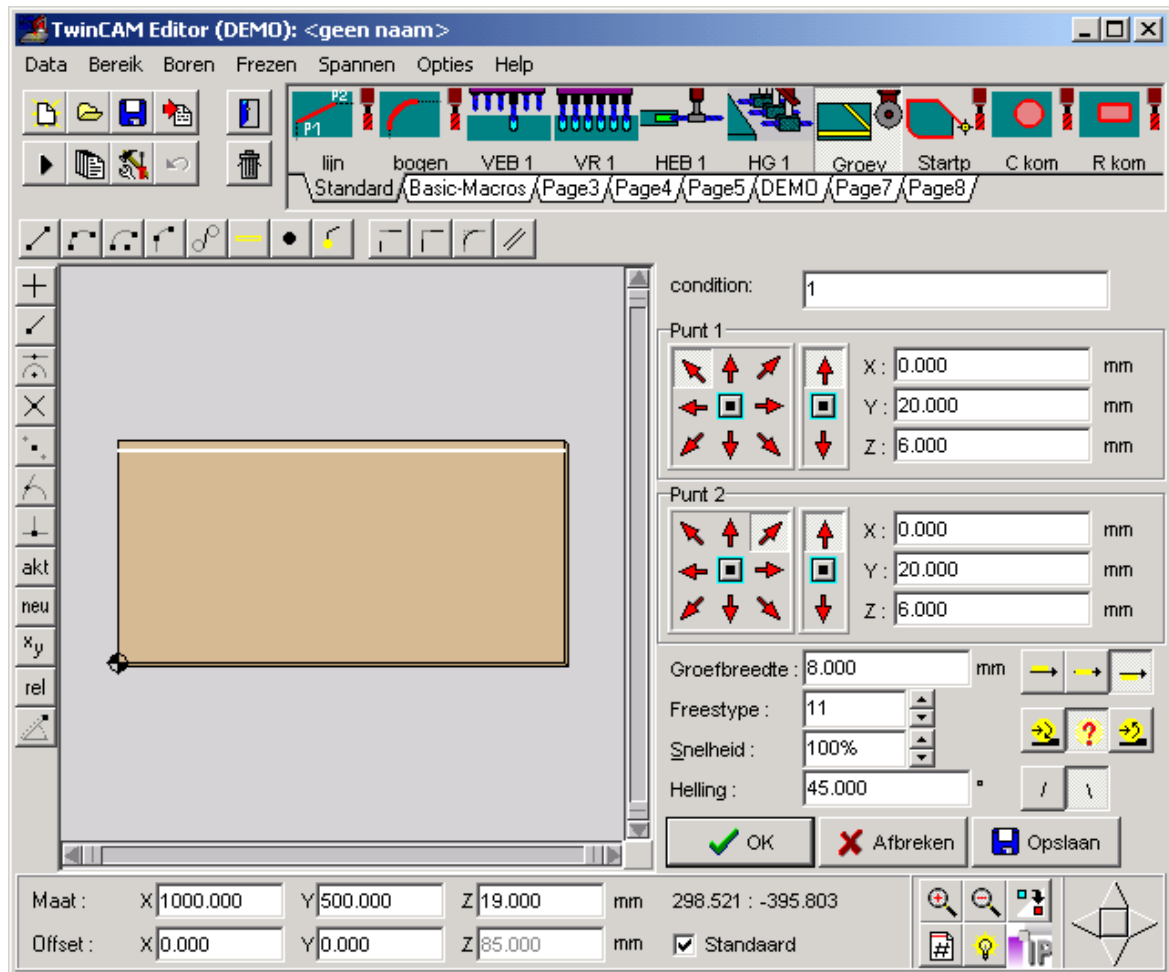 TwinCAM Editor (DEMO): <geen naam>
Data Bereik Boren Frezen Spannen Opties Help
P1 P2
lijn bogen VEB 1 VR 1 HEB 1 HG 1 Groev Startp C kom R kom
Standard Basic-Macros Page3 Page4 Page5 DEMO Page7 Page8
condition: 1
Punt 1
X : 0.000 mm
Y : 20.000 mm
Z : 6.000 mm
Punt 2
X : 0.000 mm
Y : 20.000 mm
Z : 6.000 mm
akt
neu
xy
rel
Groefbreedte : 8.000 mm
Freestype : 11
Snelheid : 100%
?
Helling : 45.000 °
/ \
OK Afbreken Opslaan
Maat : X 1000.000 Y 500.000 Z 19.000 mm 298.521 : -395.803
Offset : X 0.000 Y 0.000 Z 85.000 mm Standaard
# IP